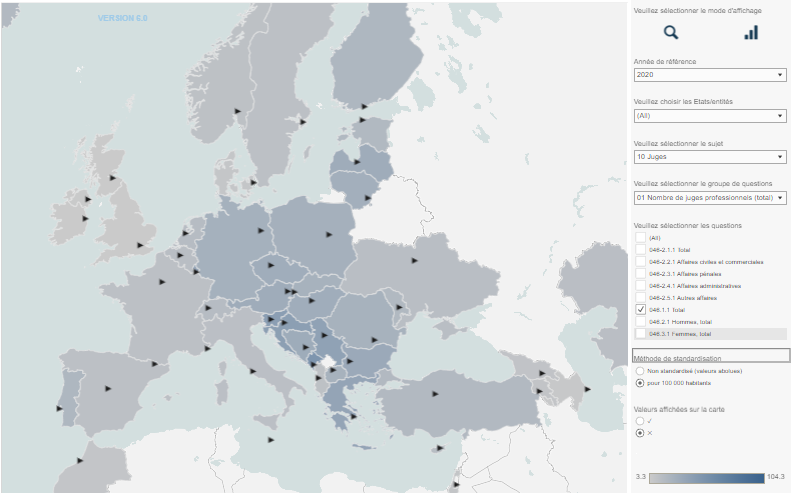 VERSION 6.0
Veuillez sélectionner le mode d'affichage
Année de référence
2020
Veuillez choisir les Etats/entités
(All)
Veuillez sélectionner le sujet
10 Juges
Veuillez sélectionner le groupe de questions
01 Nombre de juges professionnels (total)
Veuillez sélectionner les questions
(All)
046-2.1.1 Total
046-2.2.1 Affaires civiles et commerciales
046-2.3.1 Affaires pénales
046-2.4.1 Affaires administratives
046-2.5.1 Autres affaires
046.1.1 Total
046.2.1 Hommes, total
046.3.1 Femmes, total
Méthode de standardisation
Non standardisé (valeurs absolues)
pour 100 000 habitants
Valeurs affichées sur la carte
✓
×
3.3 104.3